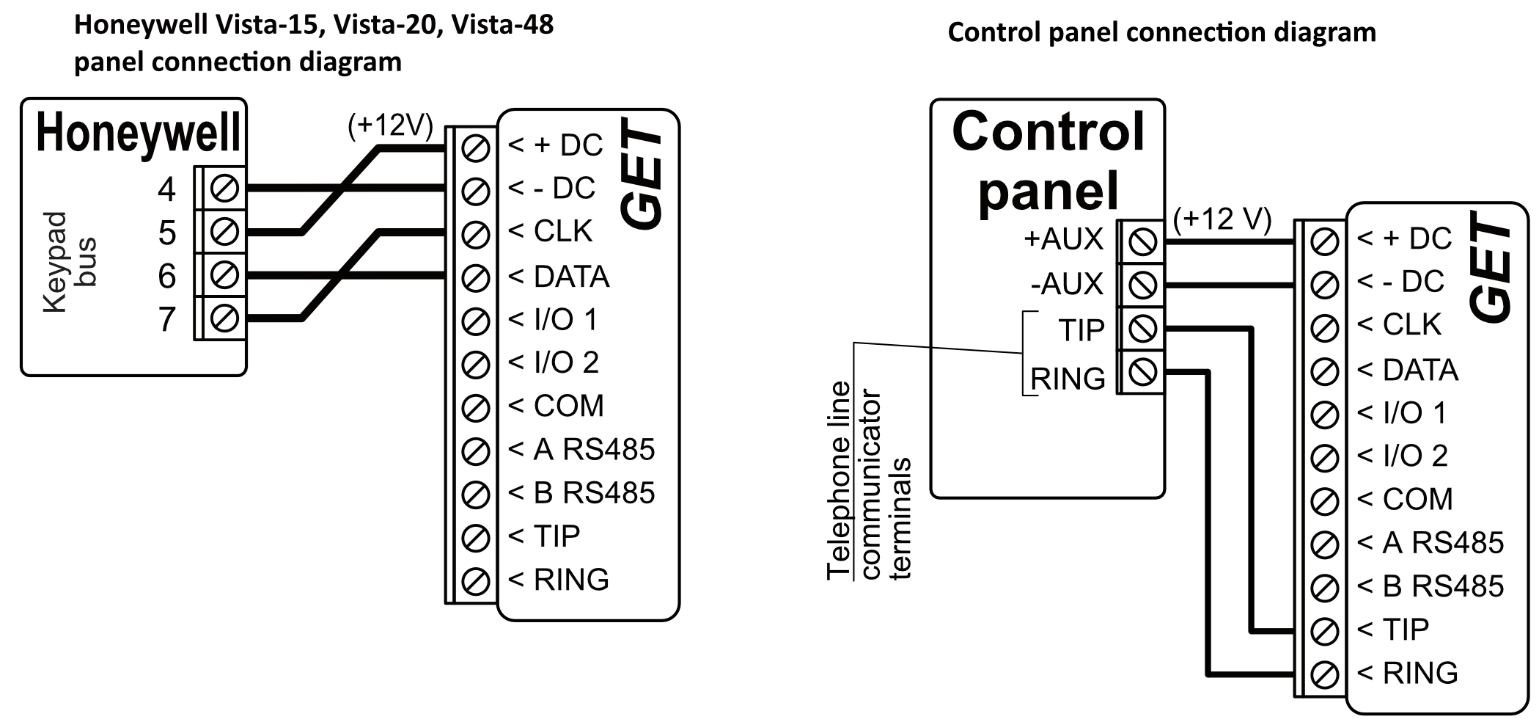 Honeywell Vista-15, Vista-20, Vista-48
panel connection diagram
Honeywell
Keypad
bus
4
5
6
7
(+12V)
GET
< + DC
< - DC
< CLK
< DATA
< I/O 1
< I/O 2
< COM
< A RS485
< B RS485
< TIP
< RING
Control panel connection diagram
Control
panel
+AUX
-AUX
TIP
RING
Telephone line
communicator
terminals
(+12 V)
GET
< + DC
< - DC
< CLK
< DATA
< I/O 1
< I/O 2
< COM
< A RS485
< B RS485
< TIP
< RING